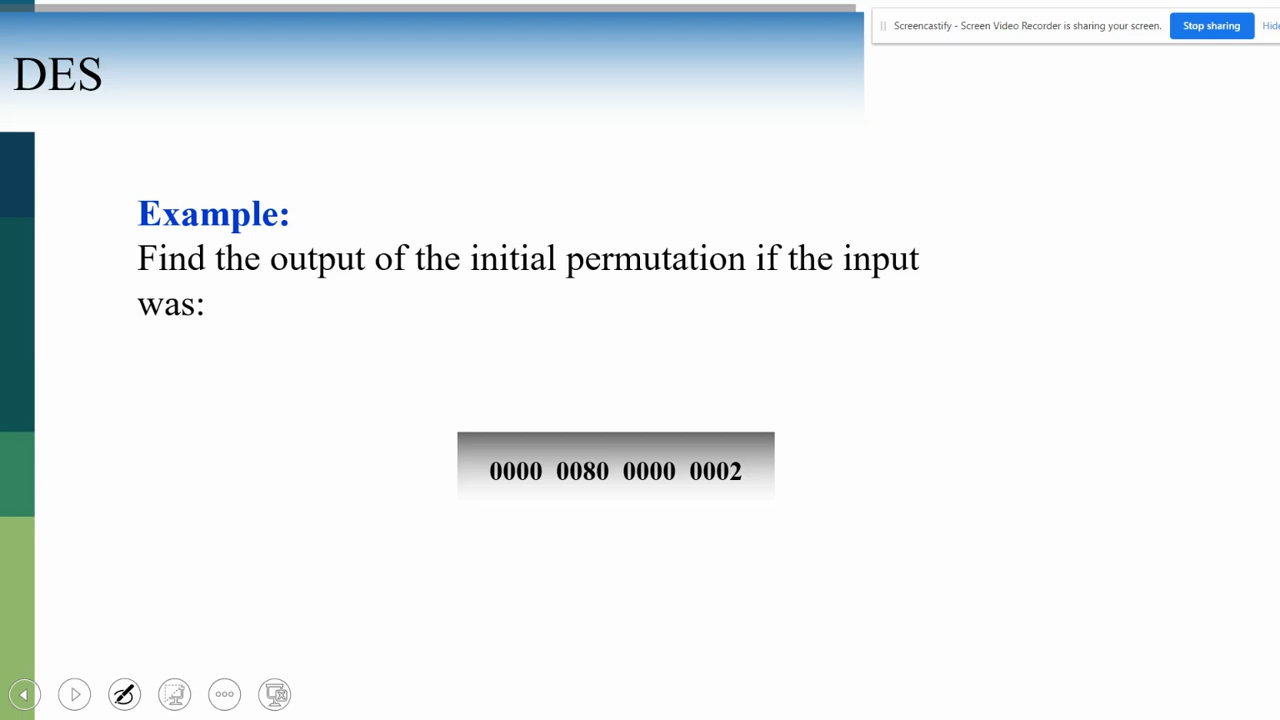 Screencastify - Screen Video Recorder is sharing your screen. Stop sharing Hide
DES
Example:
Find the output of the initial permutation if the input
was:
0000 0080 0000 0002